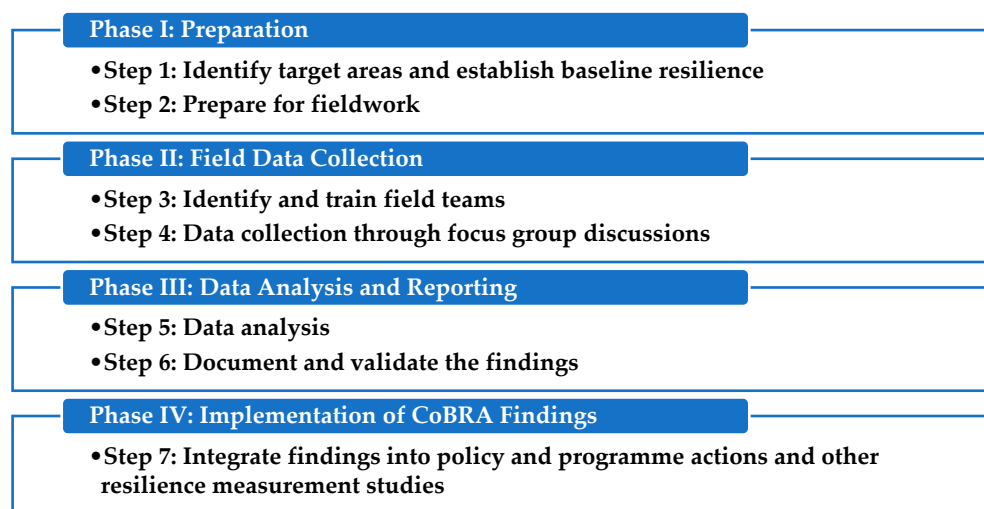 Phase I: Preparation
•Step 1: Identify target areas and establish baseline resilience
•Step 2: Prepare for fieldwork
Phase II: Field Data Collection
•Step 3: Identify and train field teams
•Step 4: Data collection through focus group discussions
Phase III: Data Analysis and Reporting
•Step 5: Data analysis
•Step 6: Document and validate the findings
Phase IV: Implementation of CoBRA Findings
•Step 7: Integrate findings into policy and programme actions and other
resilience measurement studies